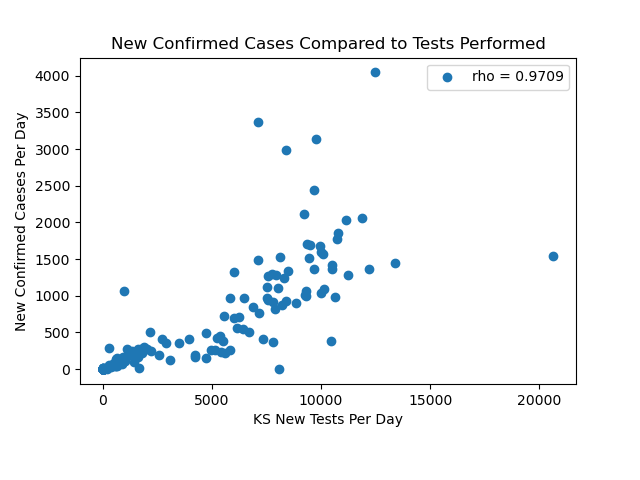 New Confirmed Cases Compared to Tests Performed
rho = 0.9709
New Confirmed Caeses Per Day
4000
3500
3000
2500
2000
1500
1000
500
0
0 5000 10000 15000 20000
KS New Tests Per Day